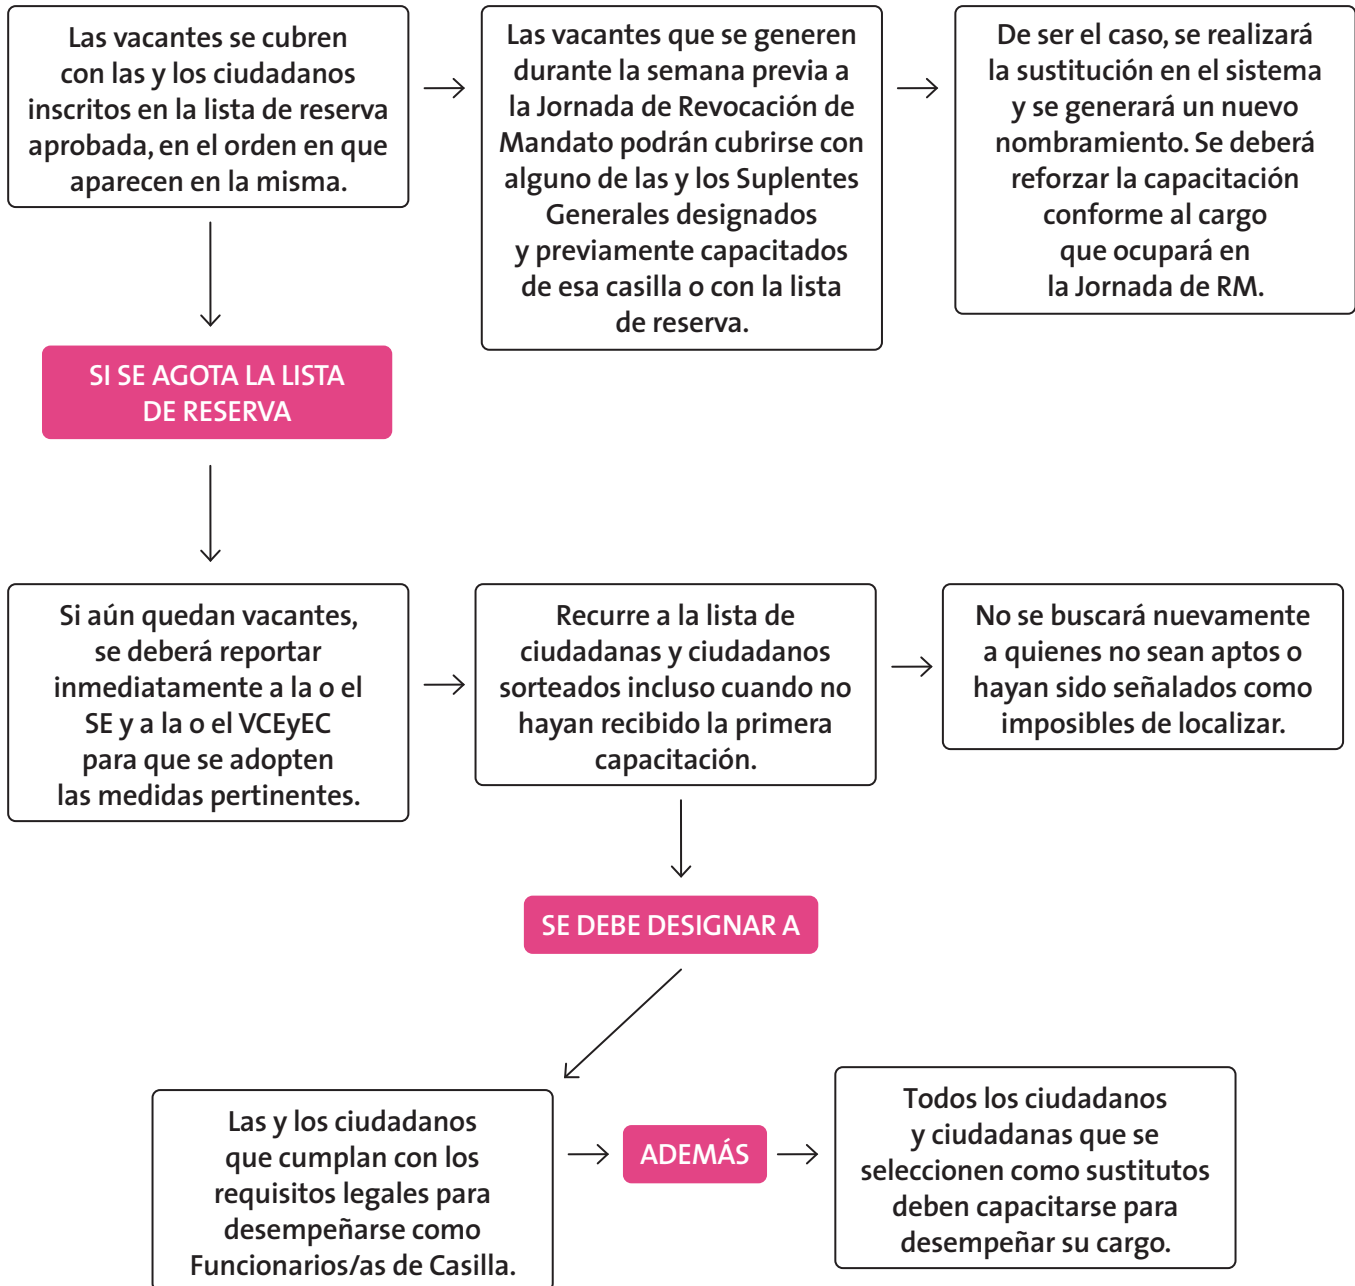 Las vacantes se cubren
con las y los ciudadanos
inscritos en la lista de reserva
aprobada, en el orden en que
aparecen en la misma.
Las vacantes que se generen
durante la semana previa a
la Jornada de Revocación de
Mandato podrán cubrirse con
alguno de las y los Suplentes
Generales designados
y previamente capacitados
de esa casilla o con la lista
de reserva.
De ser el caso, se realizará
la sustitución en el sistema
y se generará un nuevo
nombramiento. Se deberá
reforzar la capacitación
conforme al cargo
que ocupará en
la Jornada de RM.
SI SE AGOTA LA LISTA
DE RESERVA
Si aún quedan vacantes,
se deberá reportar
inmediatamente a la o el
SE y a la o el VCEyEC
para que se adopten
las medidas pertinentes.
Recurre a la lista de
ciudadanas y ciudadanos
sorteados incluso cuando no
hayan recibido la primera
capacitación.
No se buscará nuevamente
a quienes no sean aptos o
hayan sido señalados como
imposibles de localizar.
SE DEBE DESIGNAR A
Las y los ciudadanos
que cumplan con los
requisitos legales para
desempeñarse como
Funcionarios/as de Casilla.
ADEMÁS
Todos los ciudadanos
y ciudadanas que se
seleccionen como sustitutos
deben capacitarse para
desempeñar su cargo.